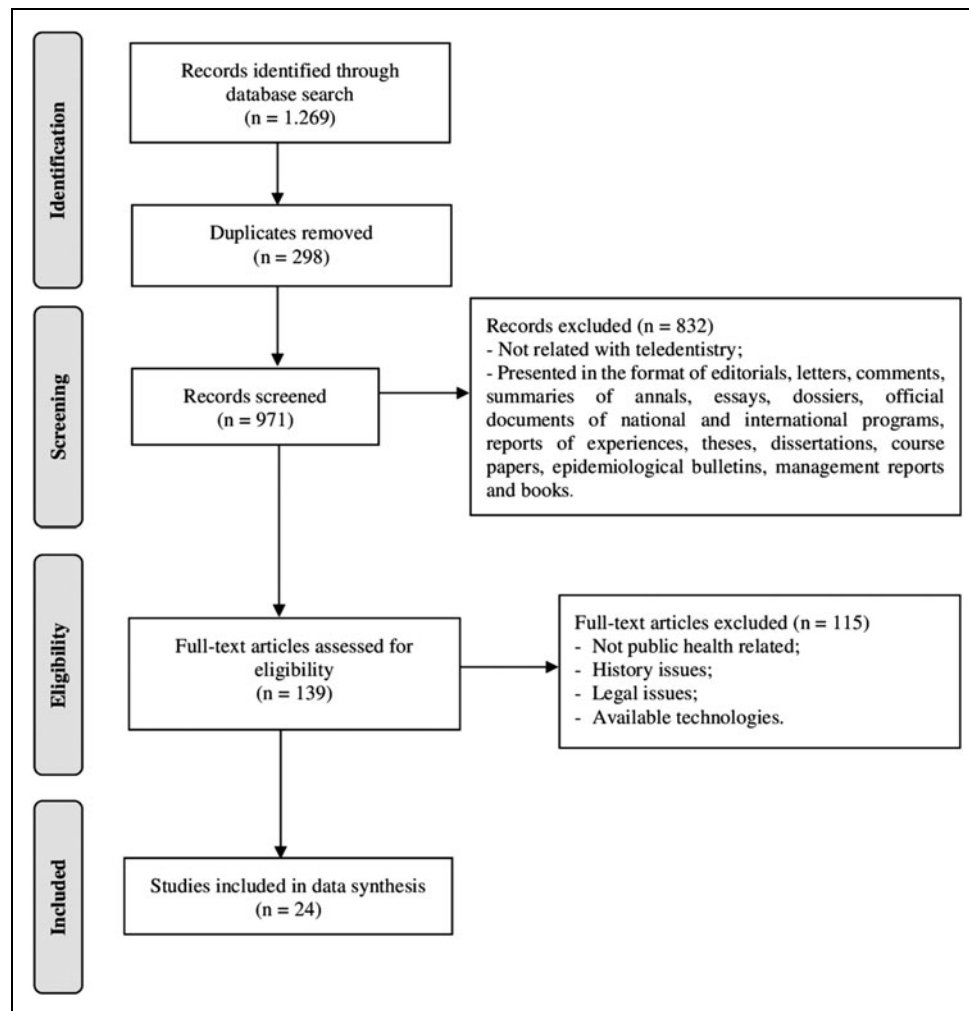 Identification
Records identified through
database search
(n = 1.269)
Duplicates removed
(n = 298)
Screening
Records screened
(n = 971)
Records excluded (n = 832)
- Not related with teledentistry;
- Presented in the format of editorials, letters, comments,
summaries of annals, essays, dossiers, official
documents of national and international programs,
reports of experiences, theses, dissertations, course
papers, epidemiological bulletins, management reports
and books.
Eligibility
Full-text articles assessed for
eligibility
(n = 139)
Full-text articles excluded (n = 115)
- Not public health related;
- History issues;
- Legal issues;
- Available technologies.
Included
Studies included in data synthesis
(n = 24)